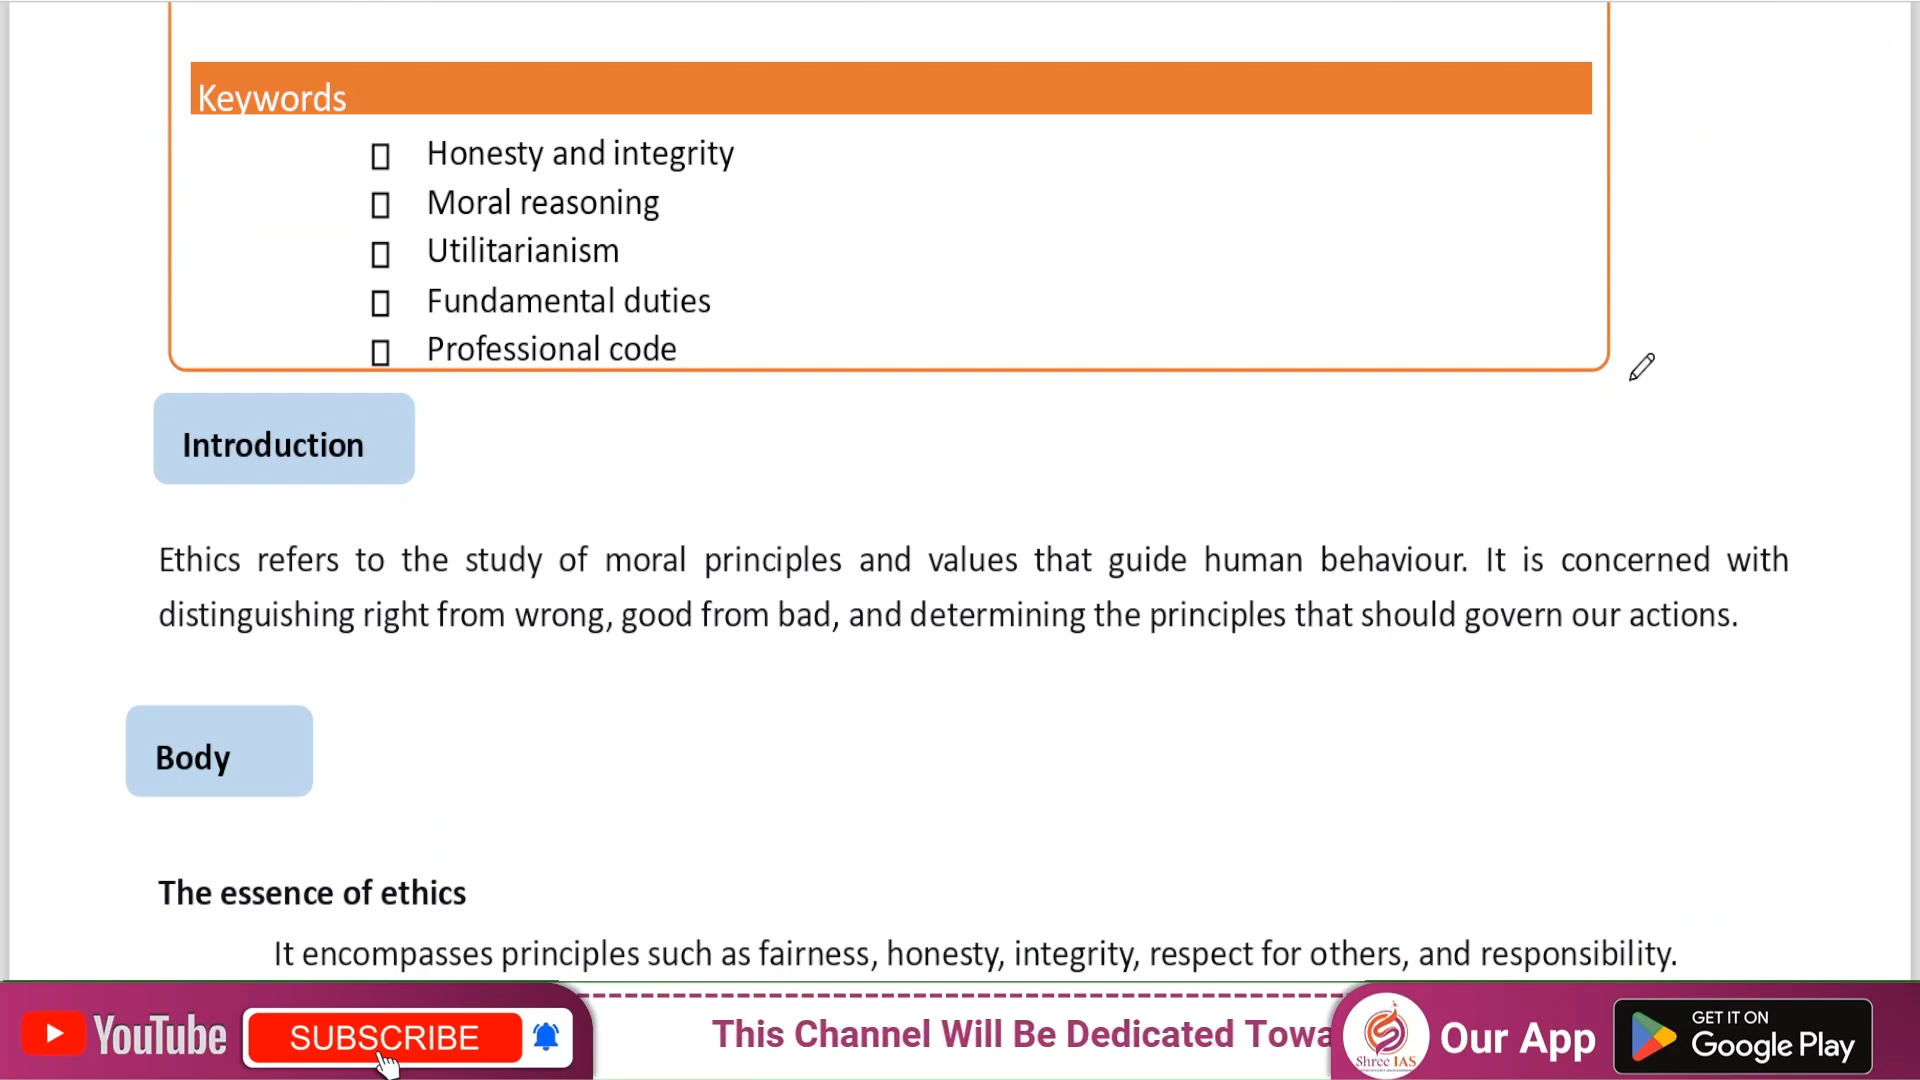 Keywords
Honesty and integrity
Moral reasoning
Utilitarianism
Fundamental duties
Professional code
Introduction
Ethics refers to the study of moral principles and values that guide human behaviour. It is concerned with
distinguishing right from wrong, good from bad, and determining the principles that should govern our actions.
Body
The essence of ethics
It encompasses principles such as fairness, honesty, integrity, respect for others, and responsibility.
YouTube
SUBSCRIBE
This Channel Will Be Dedicated Towa
Shree IAS
Our App
GET IT ON
Google Play